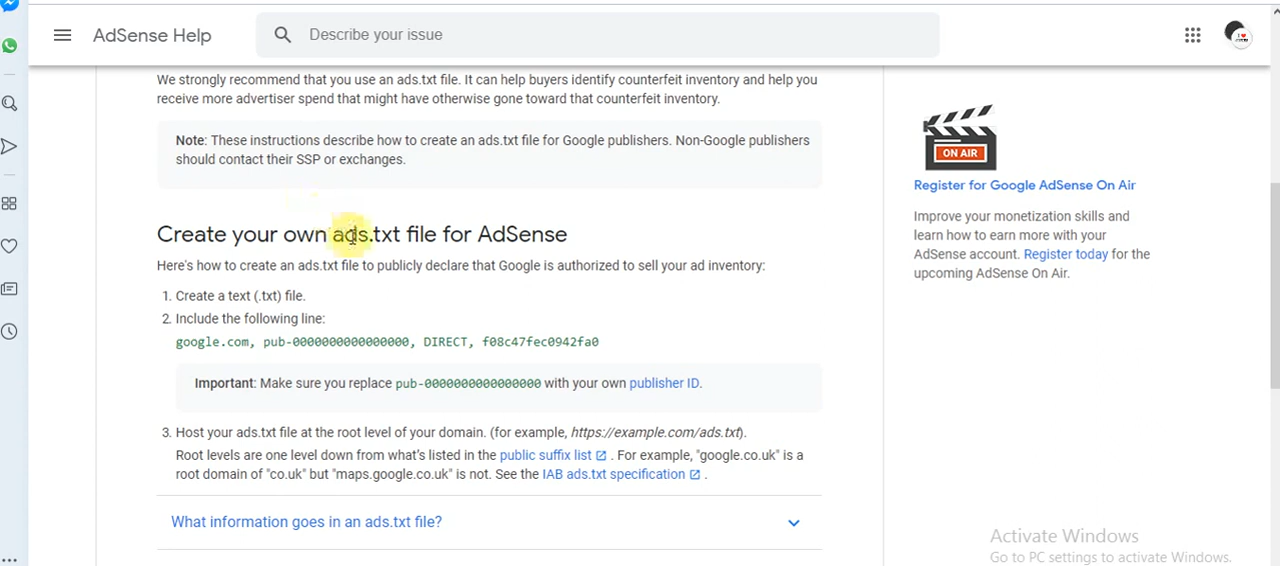 AdSense Help
Describe your issue
We strongly recommend that you use an ads.txt file. It can help buyers identify counterfeit inventory and help you
receive more advertiser spend that might have otherwise gone toward that counterfeit inventory.
Note: These instructions describe how to create an ads.txt file for Google publishers. Non-Google publishers
should contact their SSP or exchanges.
Create your own ads.txt file for AdSense
Here's how to create an ads.txt file to publicly declare that Google is authorized to sell your ad inventory:
1. Create a text (.txt) file.
2. Include the following line:
google.com, pub-0000000000000000, DIRECT, f08c47fec0942fa0
Important: Make sure you replace pub-0000000000000000 with your own publisher ID.
3. Host your ads.txt file at the root level of your domain. (for example, https://example.com/ads.txt).
Root levels are one level down from what's listed in the public suffix list . For example, "google.co.uk" is a
root domain of "co.uk" but "maps.google.co.uk" is not. See the IAB ads.txt specification .
What information goes in an ads.txt file?
ON AIR
Register for Google AdSense On Air
Improve your monetization skills and
learn how to earn more with your
AdSense account. Register today for the
upcoming AdSense On Air.
Activate Windows
Go to PC settings to activate Windows.